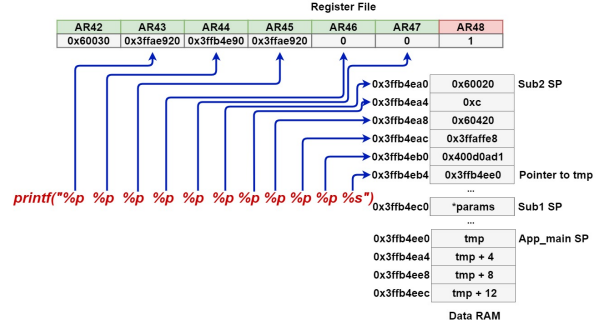 Register File
AR42 AR43 AR44 AR45 AR46 AR47 AR48
0x60030 0x3ffae920 0x3ffb4e90 0x3ffae920 0 0 1
0x3ffb4ea0 0x60020 Sub2 SP
0x3ffb4ea4 0xc
0x3ffb4ea8 0x60420
0x3ffb4eac 0x3ffaffe8
0x3ffb4eb0 0x400d0ad1
0x3ffb4eb4 0x3ffb4ee0 Pointer to tmp
...
printf("%p %p %p %p %p %p %p %p %p %p %s")
0x3ffb4ec0 *params Sub1 SP
...
0x3ffb4ee0 tmp App_main SP
0x3ffb4ea4 tmp + 4
0x3ffb4ee8 tmp + 8
0x3ffb4eec tmp + 12
Data RAM